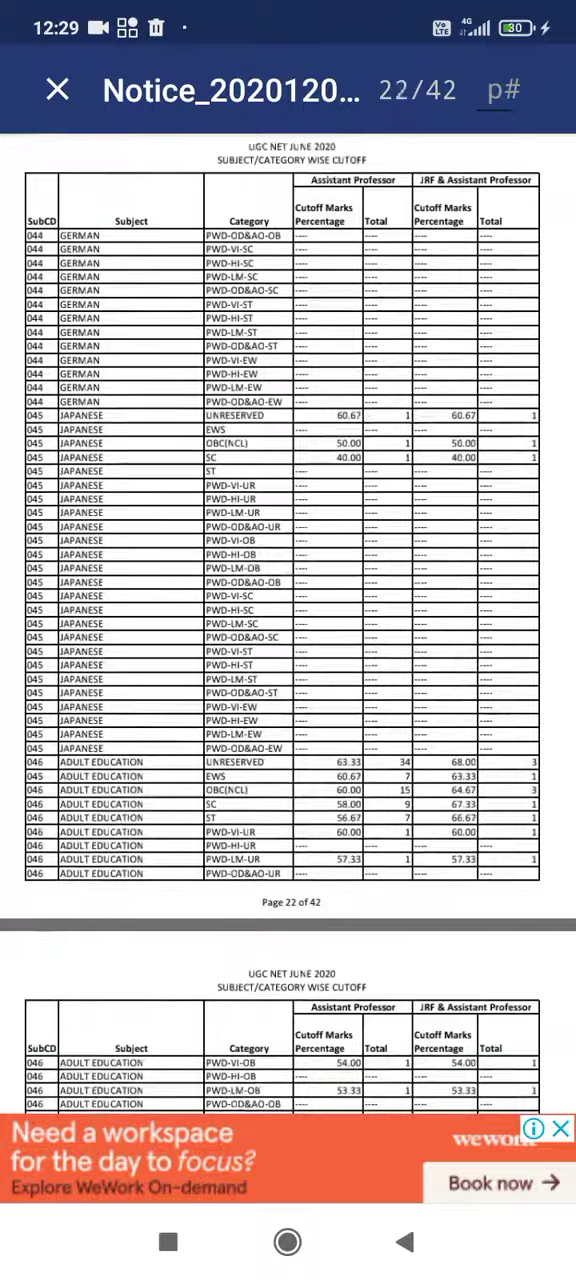 12:29 Vo LTE 4G 30
Notice_2020120... 22/42 p#
UGC NET JUNE 2020
SUBJECT/CATEGORY WISE CUTOFF
Assistant Professor JRF & Assistant Professor
SubCD Subject Category Cutoff Marks Percentage Total Cutoff Marks Percentage Total
044 GERMAN PWD-OD&AO-OB ---- ---- ---- ----
044 GERMAN PWD-VI-SC ---- ---- ---- ----
044 GERMAN PWD-HI-SC ---- ---- ---- ----
044 GERMAN PWD-LM-SC ---- ---- ---- ----
044 GERMAN PWD-OD&AO-SC ---- ---- ---- ----
044 GERMAN PWD-VI-ST ---- ---- ---- ----
044 GERMAN PWD-HI-ST ---- ---- ---- ----
044 GERMAN PWD-LM-ST ---- ---- ---- ----
044 GERMAN PWD-OD&AO-ST ---- ---- ---- ----
044 GERMAN PWD-VI-EW ---- ---- ---- ----
044 GERMAN PWD-HI-EW ---- ---- ---- ----
044 GERMAN PWD-LM-EW ---- ---- ---- ----
044 GERMAN PWD-OD&AO-EW ---- ---- ---- ----
045 JAPANESE UNRESERVED 60.67 1 60.67 1
045 JAPANESE EWS ---- ---- ---- ----
045 JAPANESE OBC(NCL) 50.00 1 50.00 1
045 JAPANESE SC 40.00 1 40.00 1
045 JAPANESE ST ---- ---- ---- ----
045 JAPANESE PWD-VI-UR ---- ---- ---- ----
045 JAPANESE PWD-HI-UR ---- ---- ---- ----
045 JAPANESE PWD-LM-UR ---- ---- ---- ----
045 JAPANESE PWD-OD&AO-UR ---- ---- ---- ----
045 JAPANESE PWD-VI-OB ---- ---- ---- ----
045 JAPANESE PWD-HI-OB ---- ---- ---- ----
045 JAPANESE PWD-LM-OB ---- ---- ---- ----
045 JAPANESE PWD-OD&AO-OB ---- ---- ---- ----
045 JAPANESE PWD-VI-SC ---- ---- ---- ----
045 JAPANESE PWD-HI-SC ---- ---- ---- ----
045 JAPANESE PWD-LM-SC ---- ---- ---- ----
045 JAPANESE PWD-OD&AO-SC ---- ---- ---- ----
045 JAPANESE PWD-VI-ST ---- ---- ---- ----
045 JAPANESE PWD-HI-ST ---- ---- ---- ----
045 JAPANESE PWD-LM-ST ---- ---- ---- ----
045 JAPANESE PWD-OD&AO-ST ---- ---- ---- ----
045 JAPANESE PWD-VI-EW ---- ---- ---- ----
045 JAPANESE PWD-HI-EW ---- ---- ---- ----
045 JAPANESE PWD-LM-EW ---- ---- ---- ----
045 JAPANESE PWD-OD&AO-EW ---- ---- ---- ----
046 ADULT EDUCATION UNRESERVED 63.33 34 68.00 3
046 ADULT EDUCATION EWS 60.67 7 63.33 1
046 ADULT EDUCATION OBC(NCL) 60.00 15 64.67 3
046 ADULT EDUCATION SC 58.00 9 67.33 1
046 ADULT EDUCATION ST 56.67 7 66.67 1
046 ADULT EDUCATION PWD-VI-UR 60.00 1 60.00 1
046 ADULT EDUCATION PWD-HI-UR ---- ---- ---- ----
046 ADULT EDUCATION PWD-LM-UR 57.33 1 57.33 1
046 ADULT EDUCATION PWD-OD&AO-UR ---- ---- ---- ----
Page 22 of 42
UGC NET JUNE 2020
SUBJECT/CATEGORY WISE CUTOFF
Assistant Professor JRF & Assistant Professor
SubCD Subject Category Cutoff Marks Percentage Total Cutoff Marks Percentage Total
046 ADULT EDUCATION PWD-VI-OB 54.00 1 54.00 1
046 ADULT EDUCATION PWD-HI-OB ---- ---- ---- ----
046 ADULT EDUCATION PWD-LM-OB 53.33 1 53.33 1
046 ADULT EDUCATION PWD-OD&AO-OB ---- ---- ---- ----
Need a workspace
for the day to focus?
Explore WeWork On-demand
wework
Book now